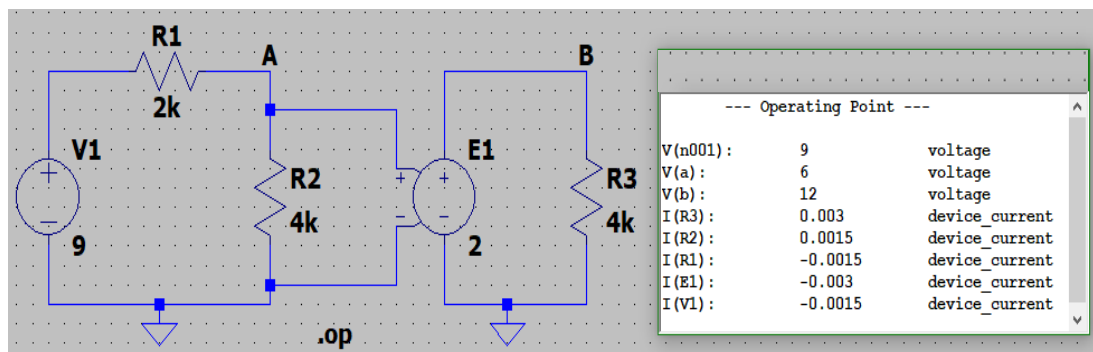 R1
A
B
2k
V1
R2
E1
R3
4k
4k
9
2
.op
--- Operating Point ---
V(n001): 9 voltage
V(a): 6 voltage
V(b): 12 voltage
I(R3): 0.003 device_current
I(R2): 0.0015 device_current
I(R1): -0.0015 device_current
I(E1): -0.003 device_current
I(V1): -0.0015 device_current